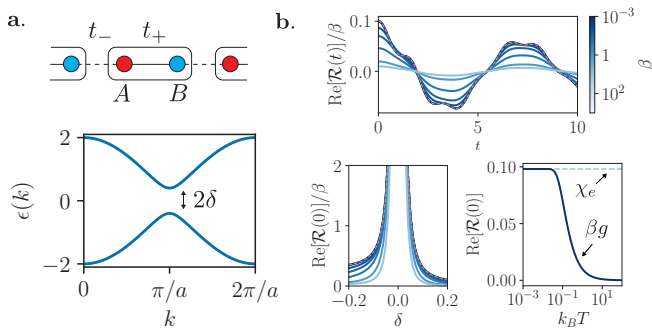 a.
t₋ t₊
A B
2
0
−2
ϵ(k)
2δ
0 π/a 2π/a
k
b.
0.1
0.0
Re[𝓡(t)]/β
0 5 10
t
10⁻³
1
10²
β
2
1
0
Re[𝓡(0)]/β
−0.2 0.0 0.2
δ
0.10
0.05
0.00
Re[𝓡(0)]
χₑ
βg
10⁻³ 10⁻¹ 10¹
k_BT